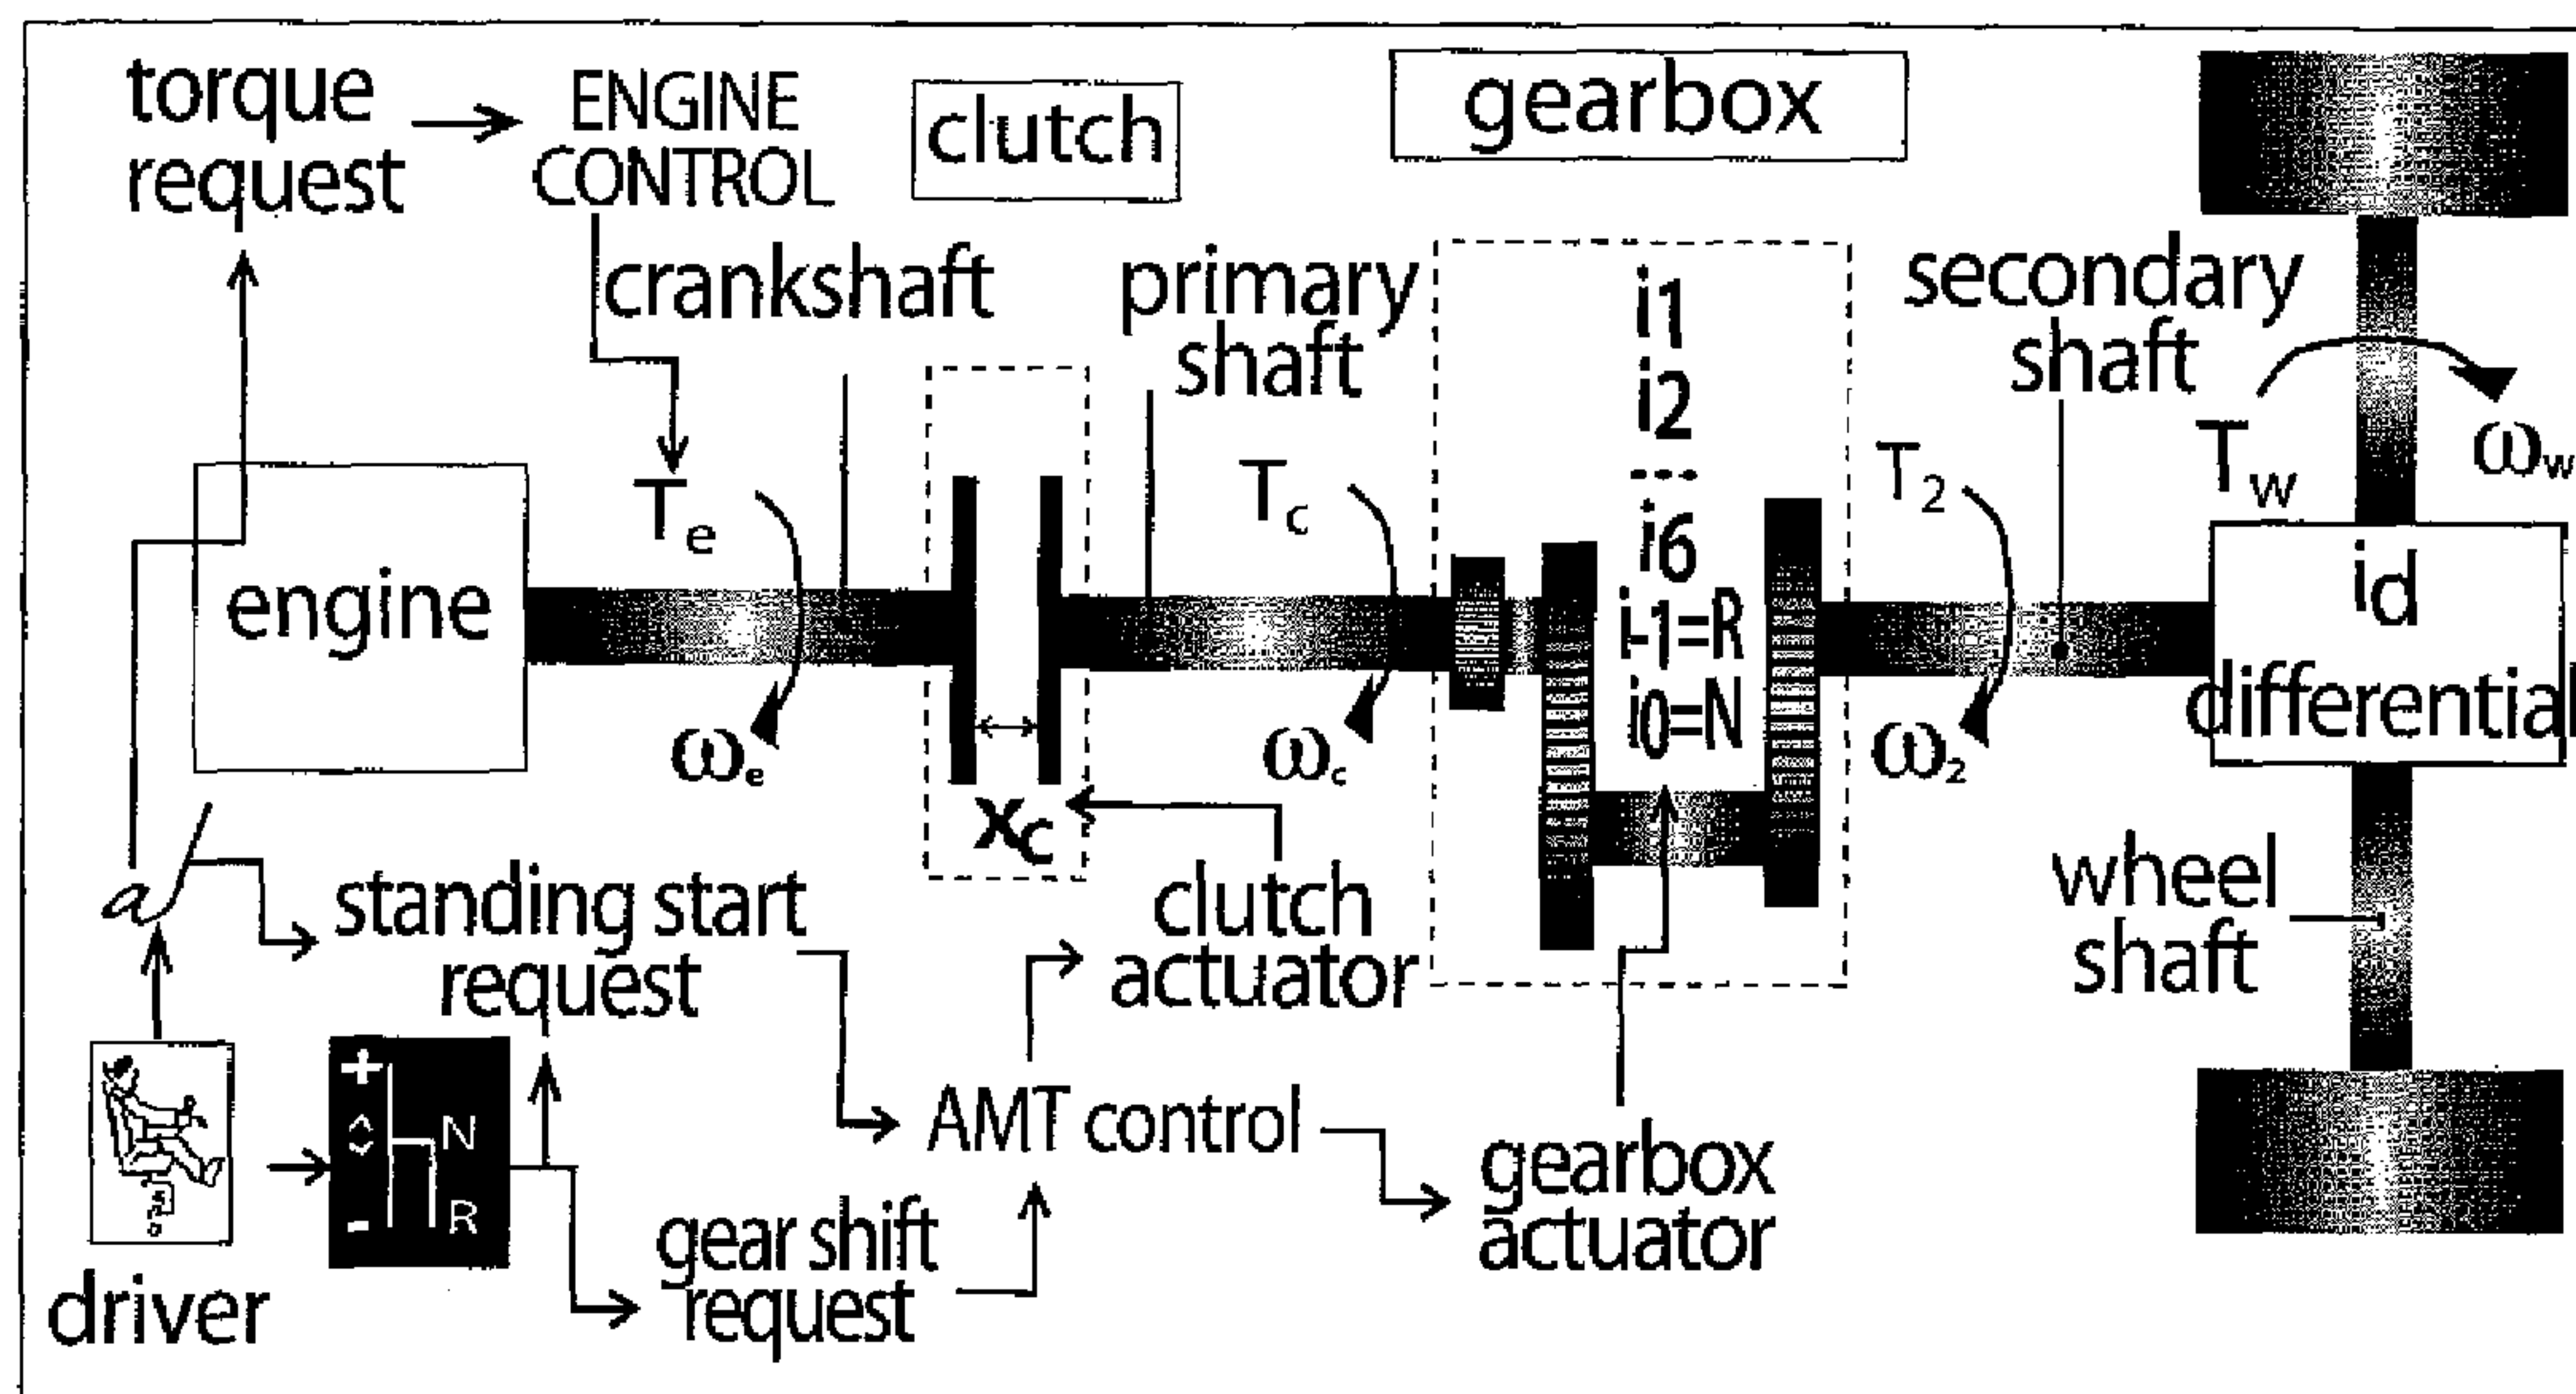 torque
request
ENGINE
CONTROL
clutch
gearbox
crankshaft
primary
shaft
i1
i2
...
i6
i-1=R
i0=N
secondary
shaft
Te
Tc
T2
Tw
ωw
engine
id
differential
ωe
ωc
ω2
xc
a
standing start
request
clutch
actuator
wheel
shaft
+
N
-
R
AMT control
driver
gear shift
request
gearbox
actuator